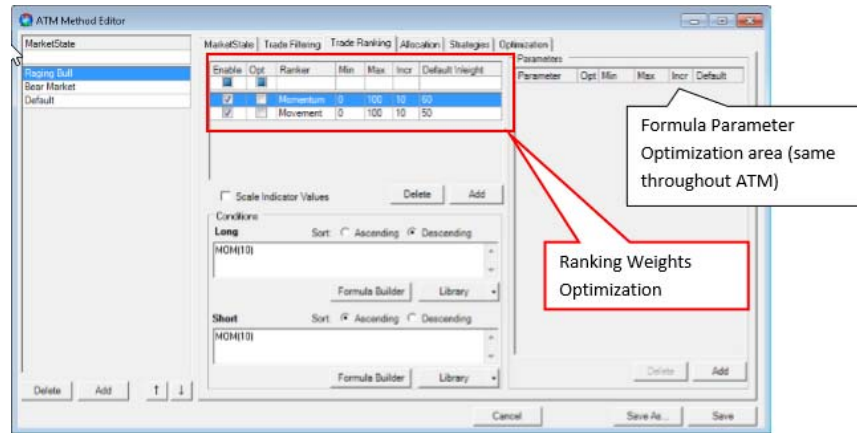 ATM Method Editor
MarketState
Raging Bull
Bear Market
Default
Delete Add ↑ ↓
MarketState Trade Filtering Trade Ranking Allocation Strategies Optimization
Enable Opt Ranker Min Max Incr Default Weight
Momentum 0 100 10 60
Movement 0 100 10 50
Scale Indicator Values Delete Add
Conditions
Long Sort: Ascending Descending
MOM(10)
Formula Builder Library
Short Sort: Ascending Descending
MOM(10)
Formula Builder Library
Parameters
Parameter Opt Min Max Incr Default
Delete Add
Cancel Save As... Save
Formula Parameter
Optimization area (same
throughout ATM)
Ranking Weights
Optimization